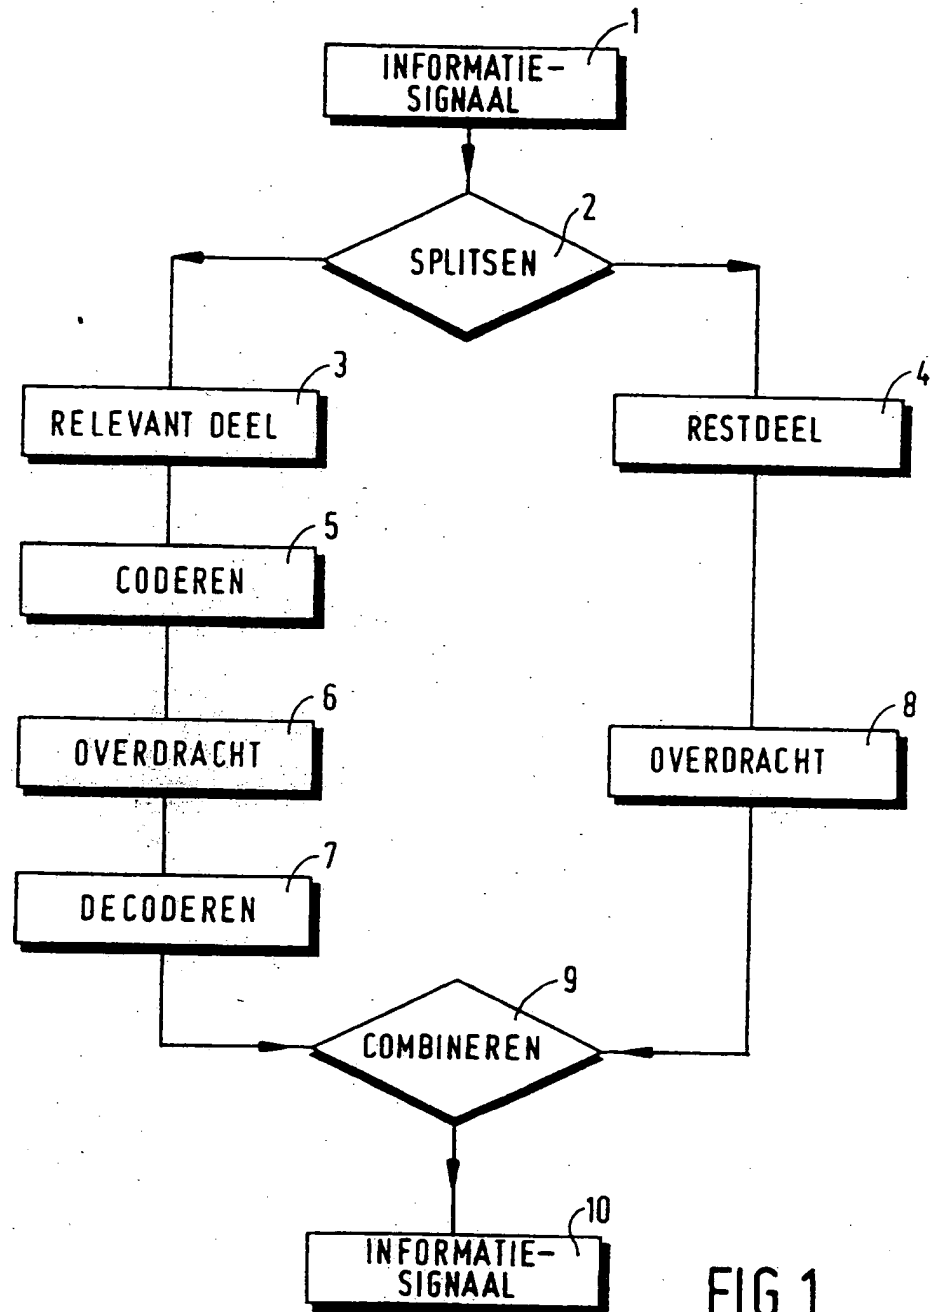 1
INFORMATIE-
SIGNAAL
2
SPLITSEN
3
RELEVANT DEEL
4
RESTDEEL
5
CODEREN
6
OVERDRACHT
8
OVERDRACHT
7
DECODEREN
9
COMBINEREN
10
INFORMATIE-
SIGNAAL
FIG.1